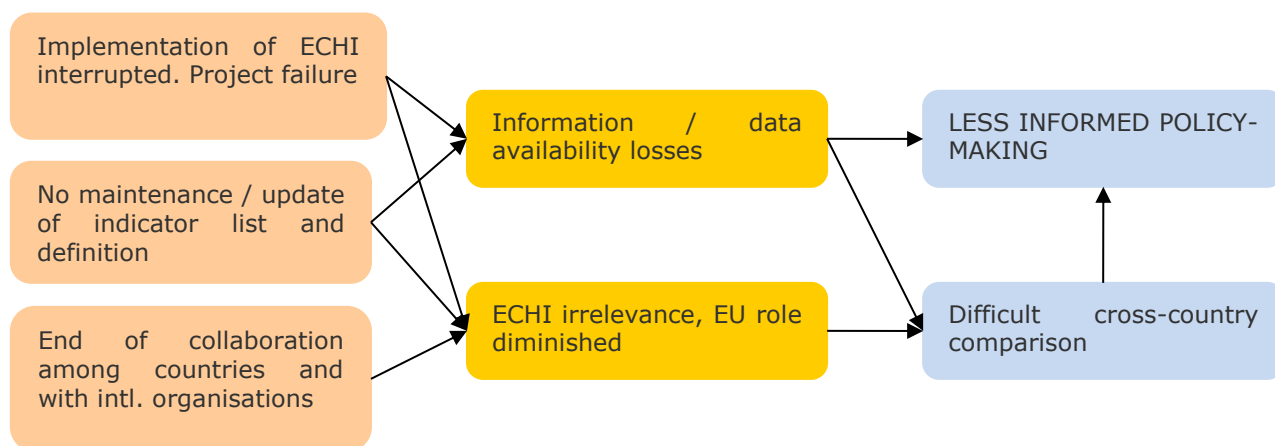 Implementation of ECHI
interrupted. Project failure
No maintenance / update
of indicator list and
definition
End of collaboration
among countries and
with intl. organisations
Information / data
availability losses
ECHI irrelevance, EU role
diminished
LESS INFORMED POLICY-
MAKING
Difficult cross-country
comparison